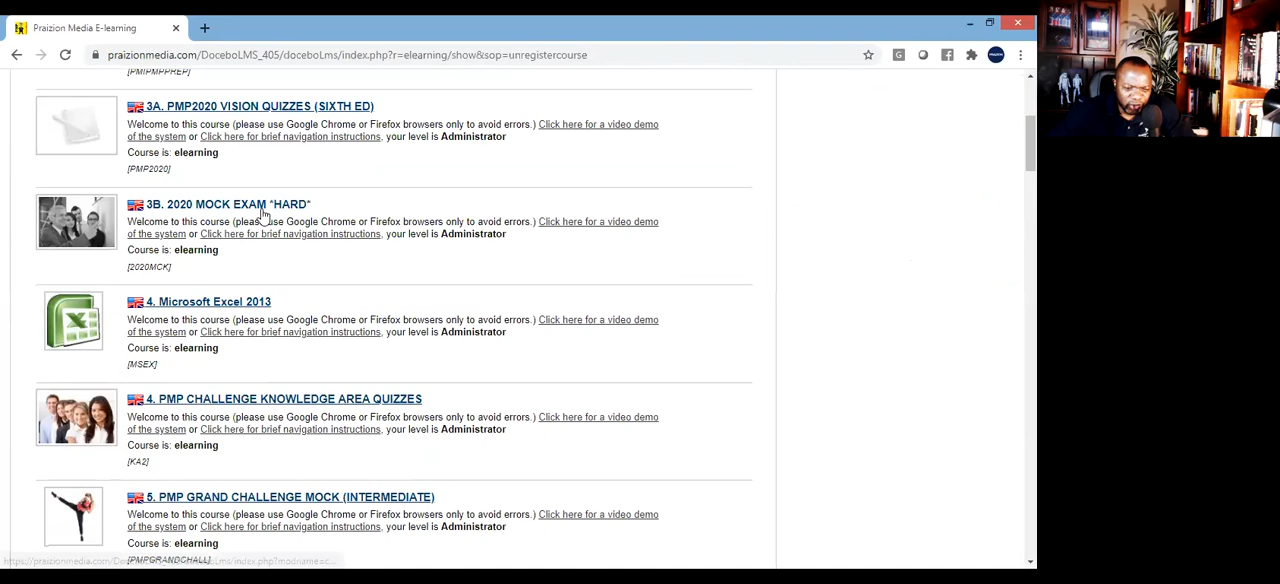 Praizion Media E-learning
praizionmedia.com/DoceboLMS_405/doceboLms/index.php?r=elearning/show&sop=unregistercourse
[PMIPMPPREP]
3A. PMP2020 VISION QUIZZES (SIXTH ED)
Welcome to this course (please use Google Chrome or Firefox browsers only to avoid errors.) Click here for a video demo
of the system or Click here for brief navigation instructions, your level is Administrator
Course is: elearning
[PMP2020]
3B. 2020 MOCK EXAM *HARD*
Welcome to this course (please use Google Chrome or Firefox browsers only to avoid errors.) Click here for a video demo
of the system or Click here for brief navigation instructions, your level is Administrator
Course is: elearning
[2020MCK]
4. Microsoft Excel 2013
Welcome to this course (please use Google Chrome or Firefox browsers only to avoid errors.) Click here for a video demo
of the system or Click here for brief navigation instructions, your level is Administrator
Course is: elearning
[MSEX]
4. PMP CHALLENGE KNOWLEDGE AREA QUIZZES
Welcome to this course (please use Google Chrome or Firefox browsers only to avoid errors.) Click here for a video demo
of the system or Click here for brief navigation instructions, your level is Administrator
Course is: elearning
[KA2]
5. PMP GRAND CHALLENGE MOCK (INTERMEDIATE)
Welcome to this course (please use Google Chrome or Firefox browsers only to avoid errors.) Click here for a video demo
of the system or Click here for brief navigation instructions, your level is Administrator
Course is: elearning
[PMPGRANDCHALL]
https://praizionmedia.com/DoceboLMS_405/doceboLms/index.php?modname=c...